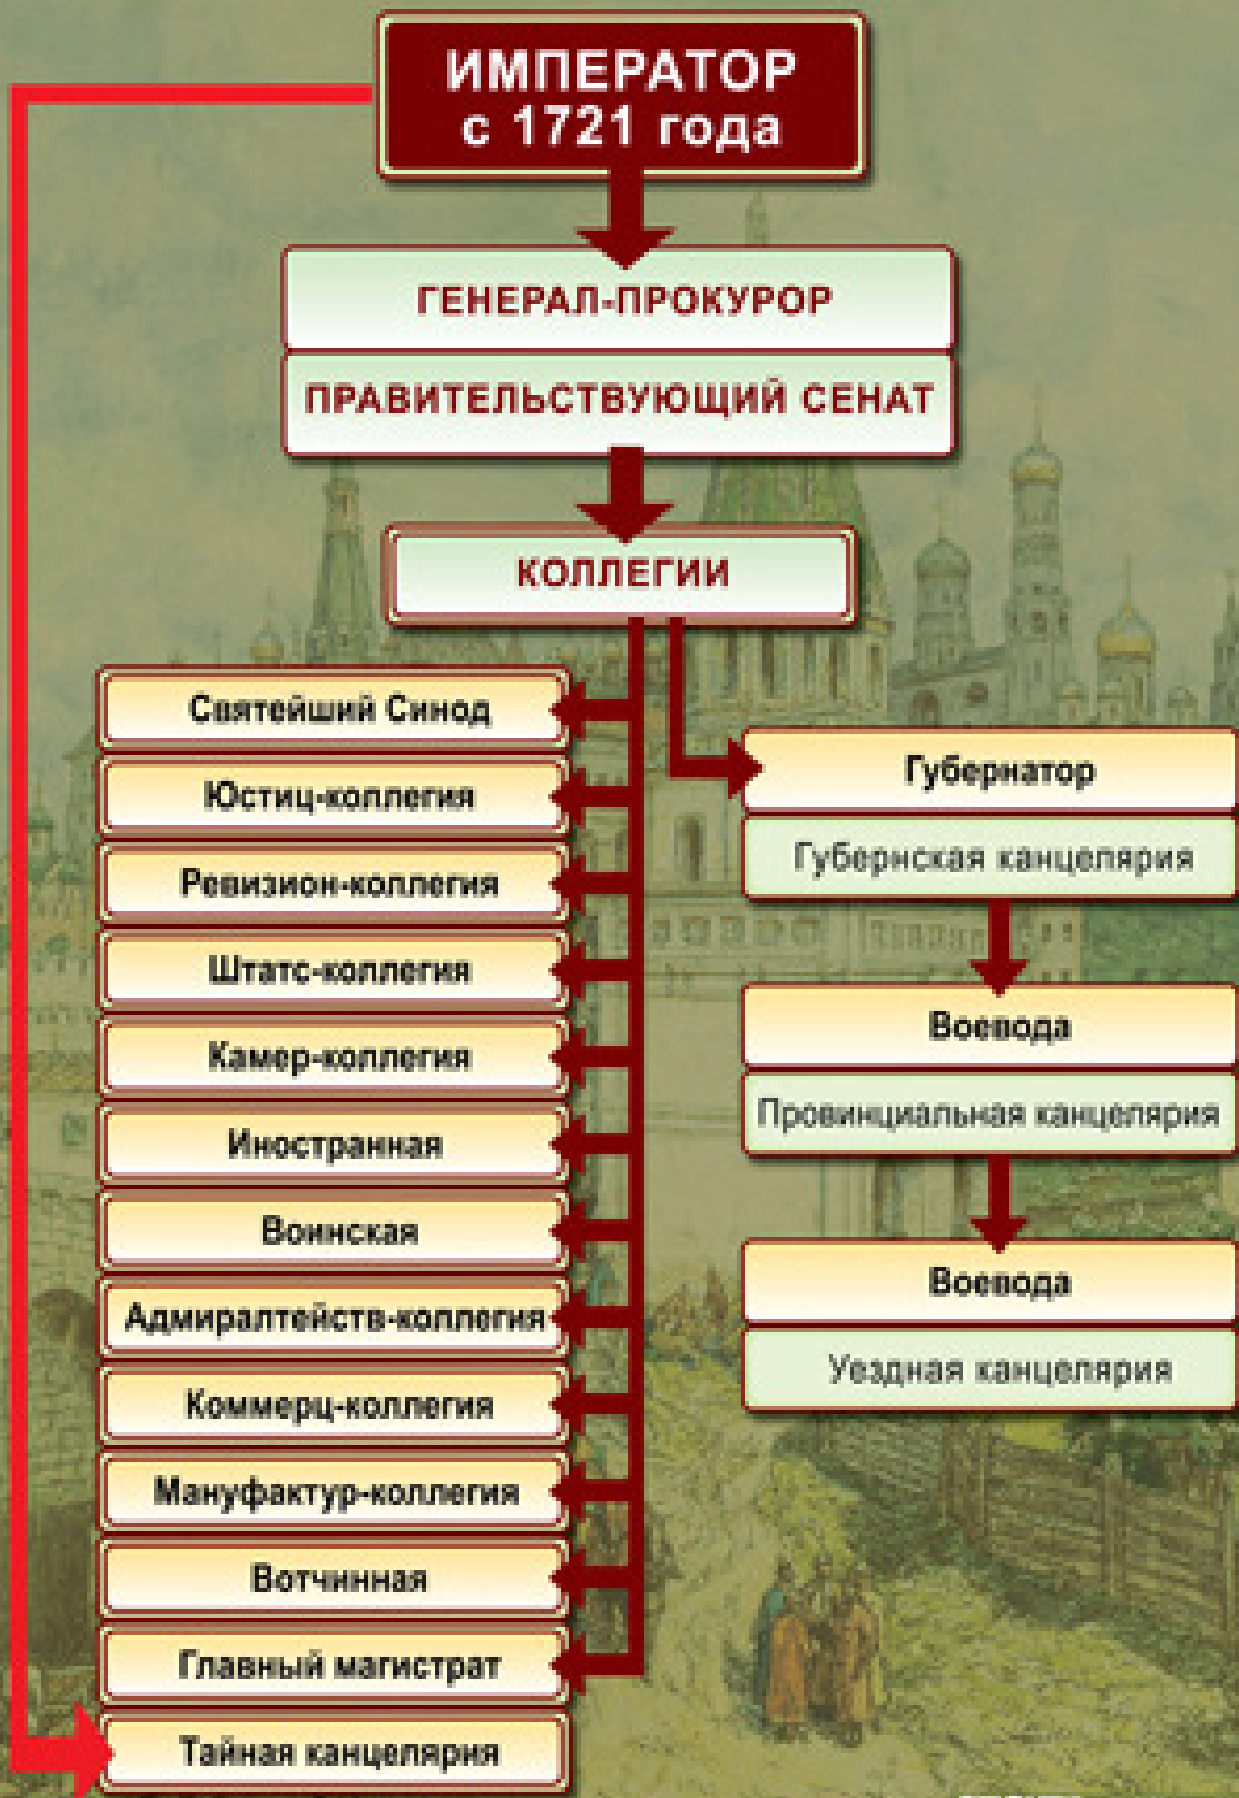 ИМПЕРАТОР
с 1721 года
ГЕНЕРАЛ-ПРОКУРОР
ПРАВИТЕЛЬСТВУЮЩИЙ СЕНАТ
КОЛЛЕГИИ
Святейший Синод
Юстиц-коллегия
Ревизион-коллегия
Штатс-коллегия
Камер-коллегия
Иностранная
Воинская
Адмиралтейств-коллегия
Коммерц-коллегия
Мануфактур-коллегия
Вотчинная
Главный магистрат
Тайная канцелярия
Губернатор
Губернская канцелярия
Воевода
Провинциальная канцелярия
Воевода
Уездная канцелярия